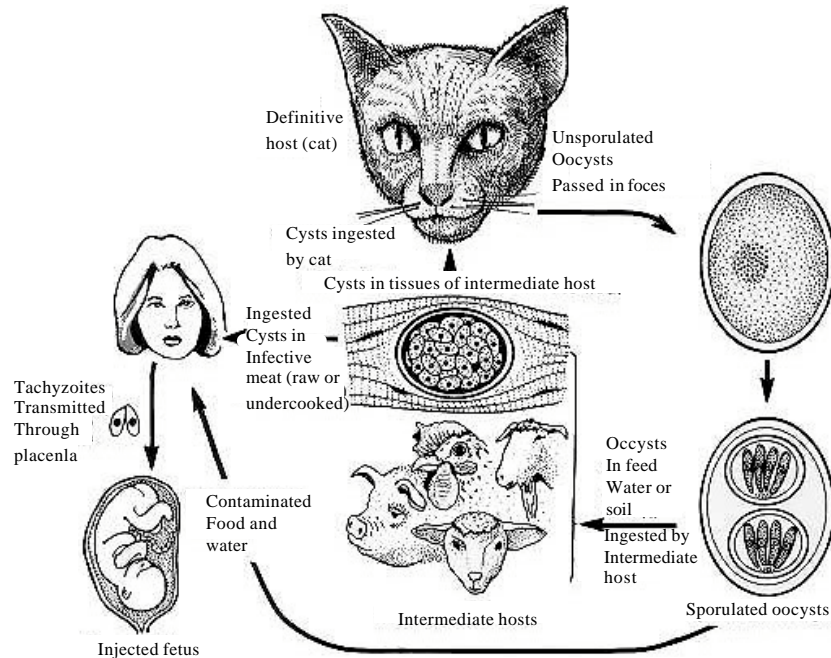 Definitive
host (cat)
Unsporulated
Oocysts
Passed in foces
Cysts ingested
by cat
Cysts in tissues of intermediate host
Ingested
Cysts in
Infective
meat (raw or
undercooked)
Tachyzoites
Transmitted
Through
placenla
Contaminated
Food and
water
Occysts
In feed
Water or
soil
Ingested by
Intermediate
host
Injected fetus
Intermediate hosts
Sporulated oocysts